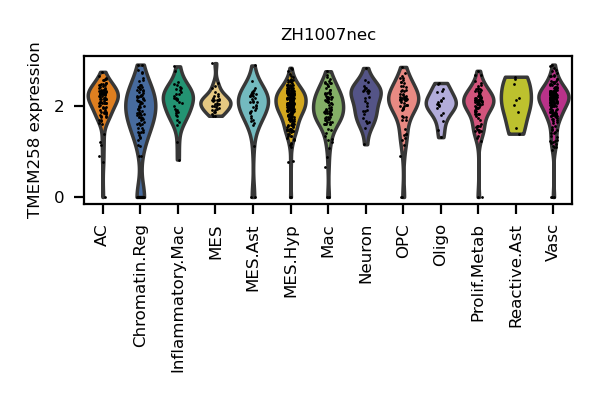 ZH1007nec
TMEM258 expression
2
0
AC
Chromatin.Reg
Inflammatory.Mac
MES
MES.Ast
MES.Hyp
Mac
Neuron
OPC
Oligo
Prolif.Metab
Reactive.Ast
Vasc